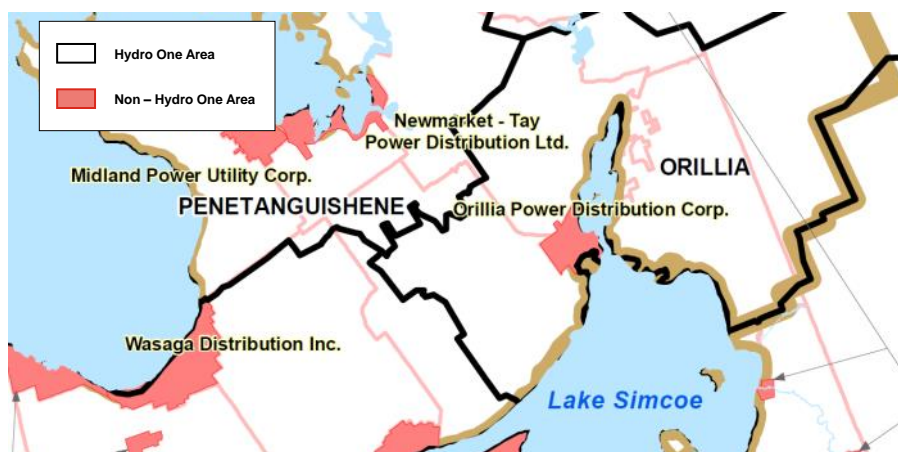 Hydro One Area
Non – Hydro One Area
Newmarket - Tay
Power Distribution Ltd.
Midland Power Utility Corp.
ORILLIA
PENETANGUISHENE
Orillia Power Distribution Corp.
Wasaga Distribution Inc.
Lake Simcoe